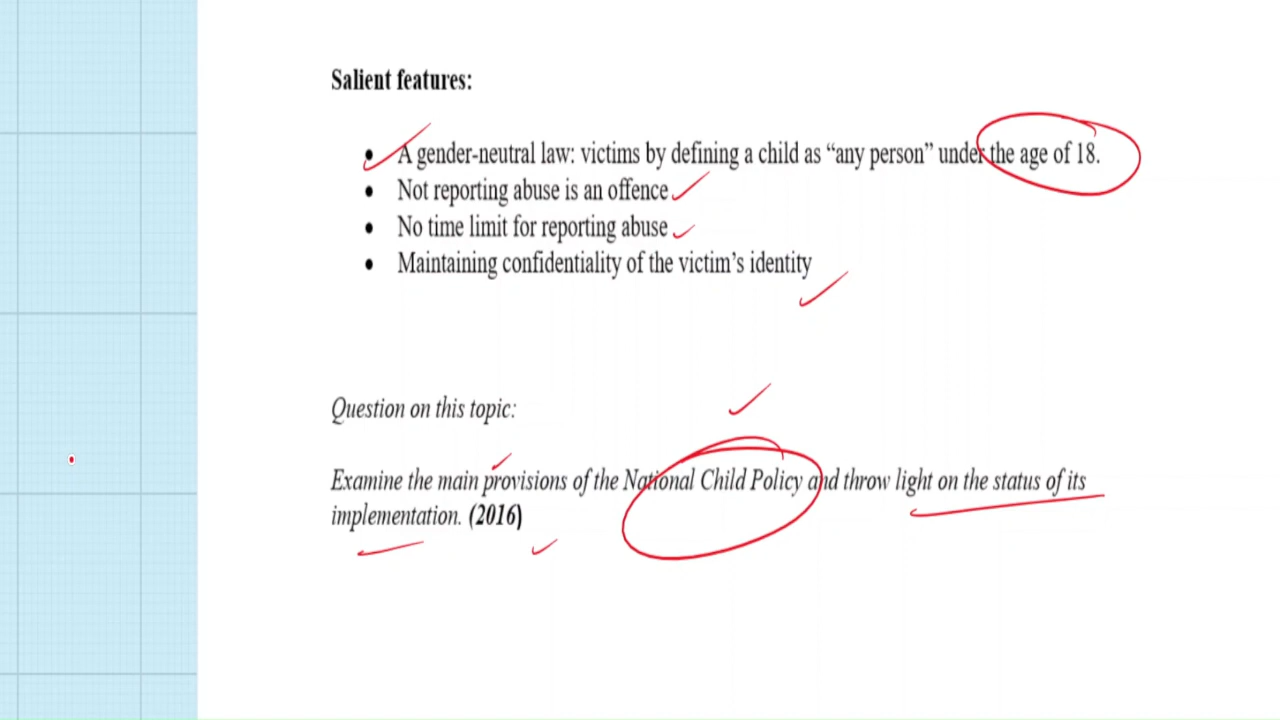 Salient features:
• A gender-neutral law: victims by defining a child as “any person” under the age of 18.
• Not reporting abuse is an offence
• No time limit for reporting abuse
• Maintaining confidentiality of the victim’s identity
Question on this topic:
Examine the main provisions of the National Child Policy and throw light on the status of its
implementation. (2016)